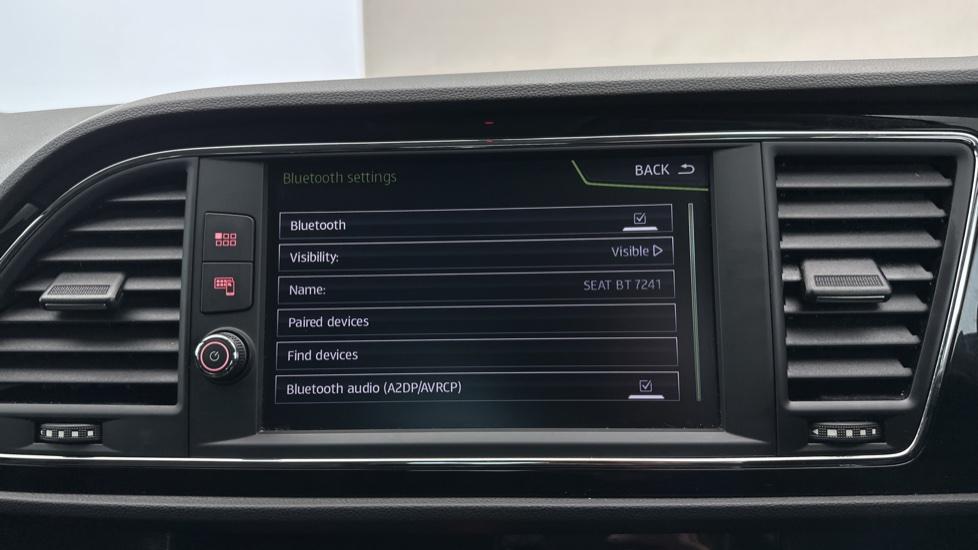 Bluetooth settings
BACK
Bluetooth
Visibility: Visible
Name: SEAT BT 7241
Paired devices
Find devices
Bluetooth audio (A2DP/AVRCP)